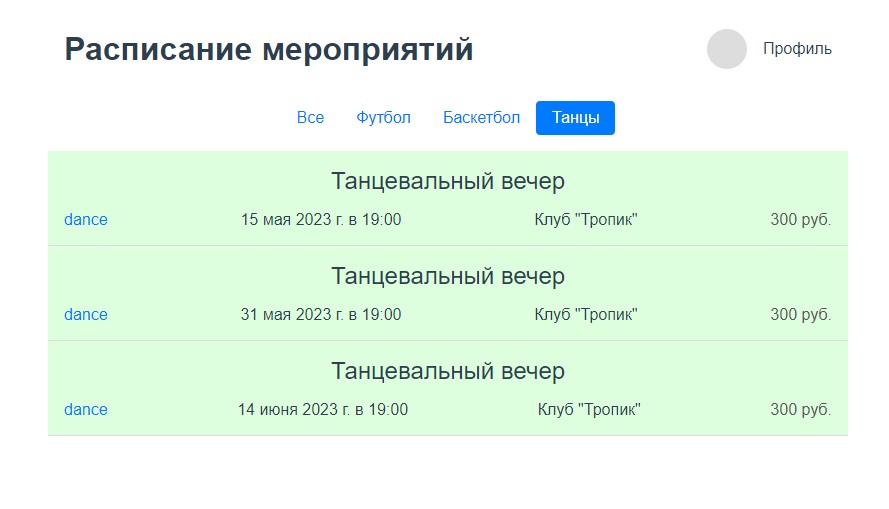 Расписание мероприятий
Профиль
Все Футбол Баскетбол Танцы
Танцевальный вечер
dance 15 мая 2023 г. в 19:00 Клуб "Тропик" 300 руб.
Танцевальный вечер
dance 31 мая 2023 г. в 19:00 Клуб "Тропик" 300 руб.
Танцевальный вечер
dance 14 июня 2023 г. в 19:00 Клуб "Тропик" 300 руб.